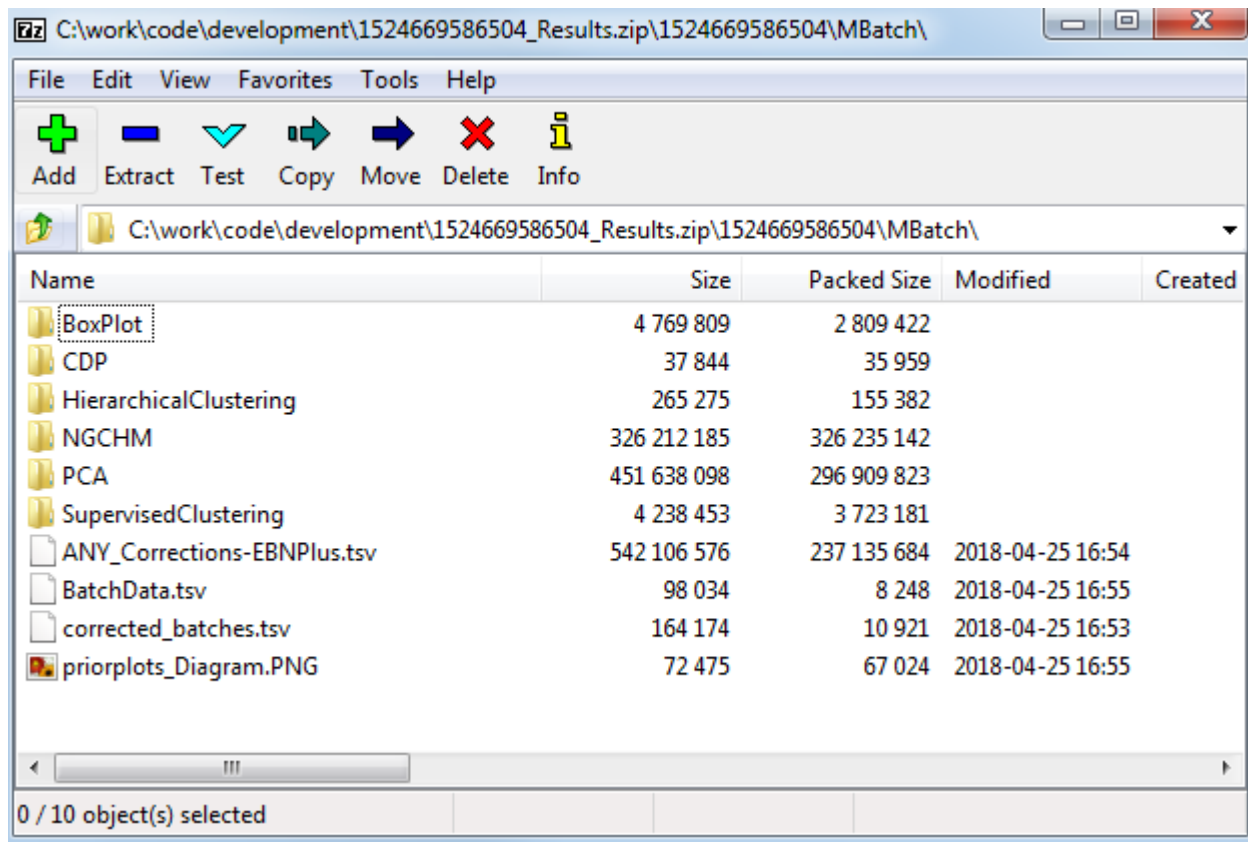 7z C:\work\code\development\1524669586504_Results.zip\1524669586504\MBatch\
File Edit View Favorites Tools Help
Add Extract Test Copy Move Delete Info
C:\work\code\development\1524669586504_Results.zip\1524669586504\MBatch\
Name Size Packed Size Modified Created
BoxPlot 4 769 809 2 809 422
CDP 37 844 35 959
HierarchicalClustering 265 275 155 382
NGCHM 326 212 185 326 235 142
PCA 451 638 098 296 909 823
SupervisedClustering 4 238 453 3 723 181
ANY_Corrections-EBNPlus.tsv 542 106 576 237 135 684 2018-04-25 16:54
BatchData.tsv 98 034 8 248 2018-04-25 16:55
corrected_batches.tsv 164 174 10 921 2018-04-25 16:53
priorplots_Diagram.PNG 72 475 67 024 2018-04-25 16:55
0 / 10 object(s) selected